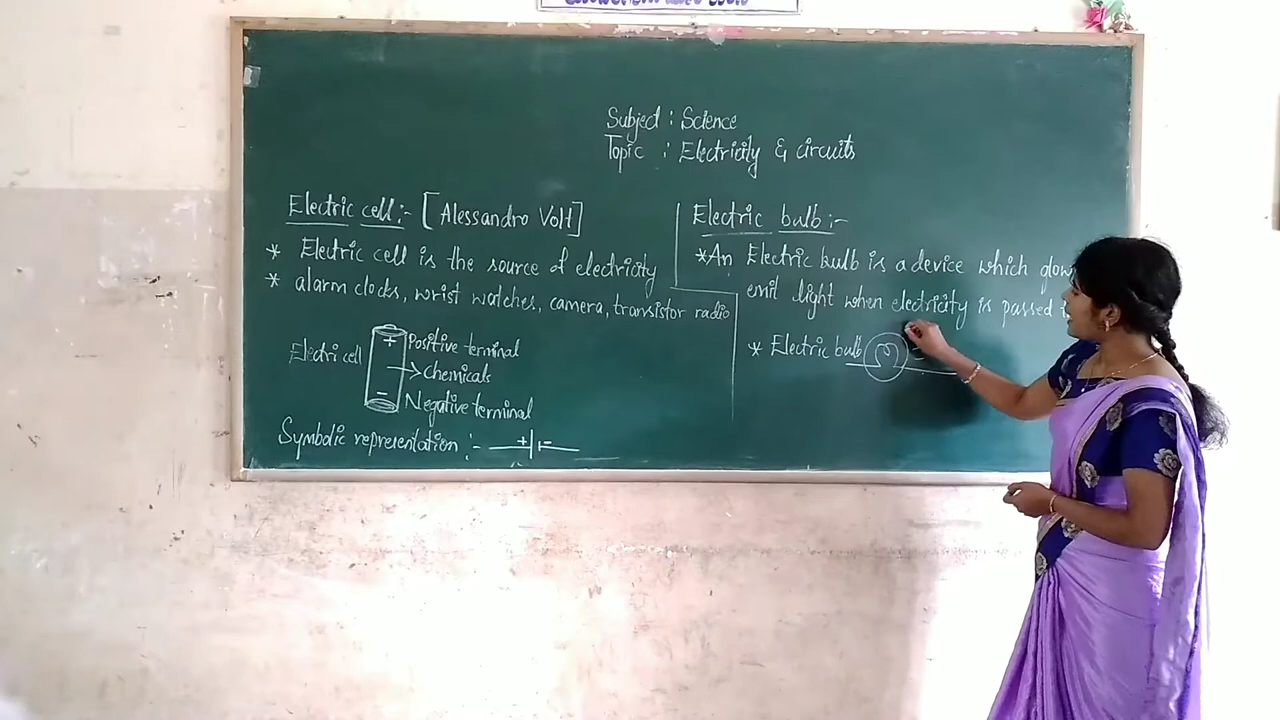 Subject : Science
Topic : Electricity & circuits
Electric cell :- [Alessandro Volt]
* Electric cell is the source of electricity
* alarm clocks, wrist watches, camera, transistor radio
Electri cell
+
Positive terminal
chemicals
-
Negative terminal
Symbolic representation :- + -
Electric bulb :-
* An Electric bulb is a device which glow
emit light when electricity is passed
* Electric bulb